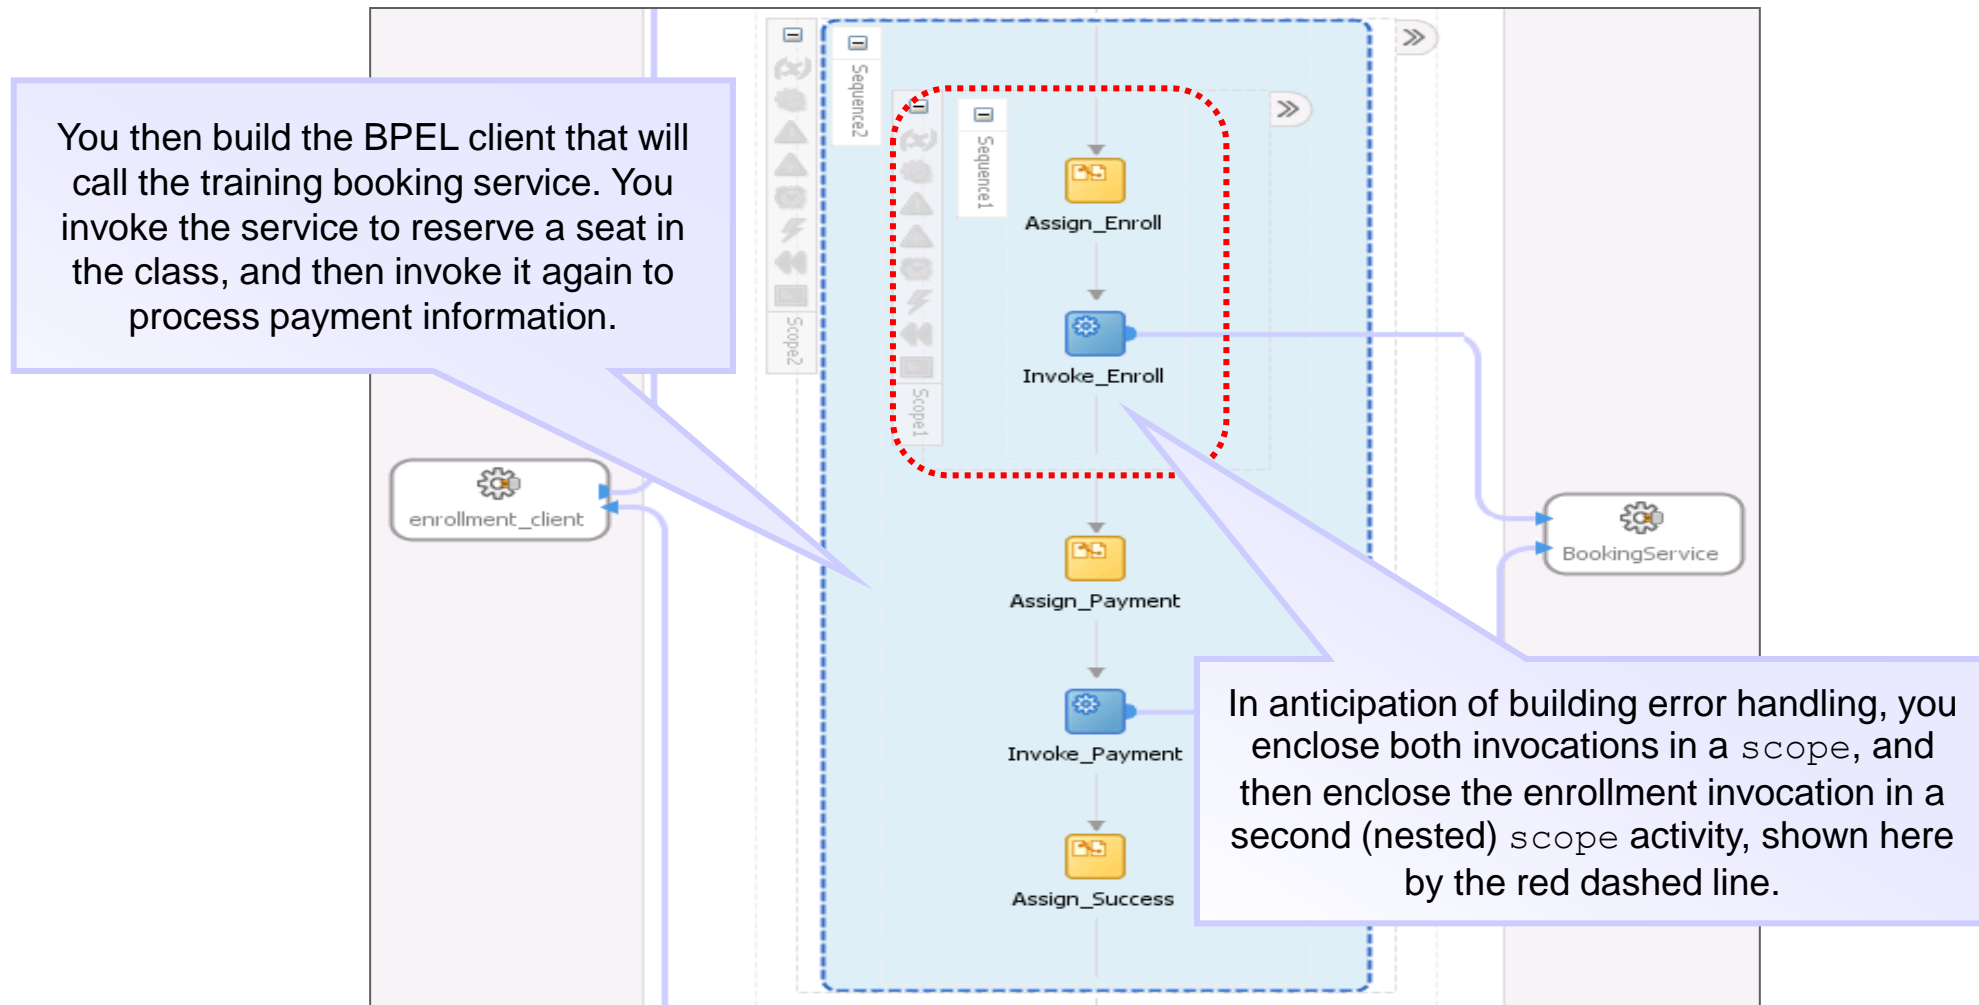 You then build the BPEL client that will
call the training booking service. You
invoke the service to reserve a seat in
the class, and then invoke it again to
process payment information.
Sequence2
Scope2
Sequence1
Scope1
Assign_Enroll
Invoke_Enroll
enrollment_client
BookingService
Assign_Payment
Invoke_Payment
Assign_Success
In anticipation of building error handling, you
enclose both invocations in a scope, and
then enclose the enrollment invocation in a
second (nested) scope activity, shown here
by the red dashed line.